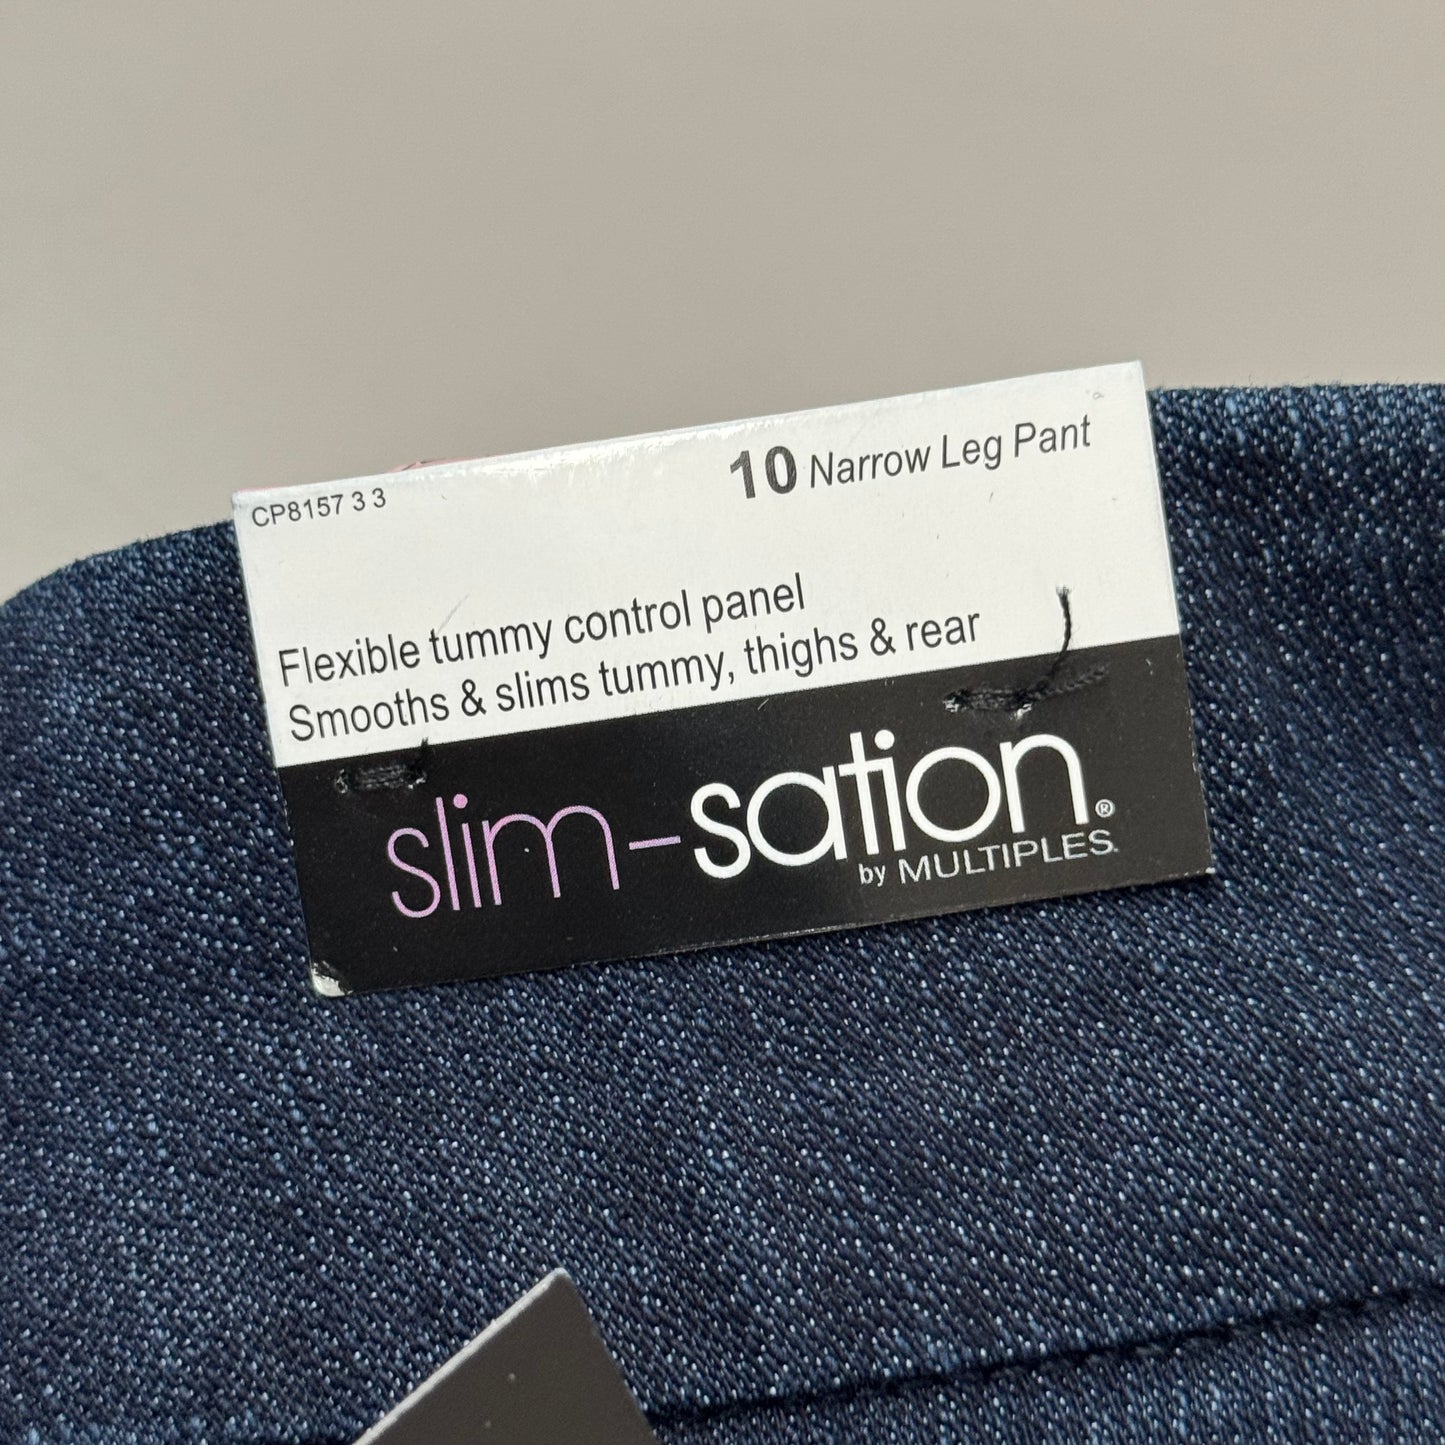 CP8157 3 3
10 Narrow Leg Pant
Flexible tummy control panel
Smooths & slims tummy, thighs & rear
slim-sation®
by MULTIPLES.